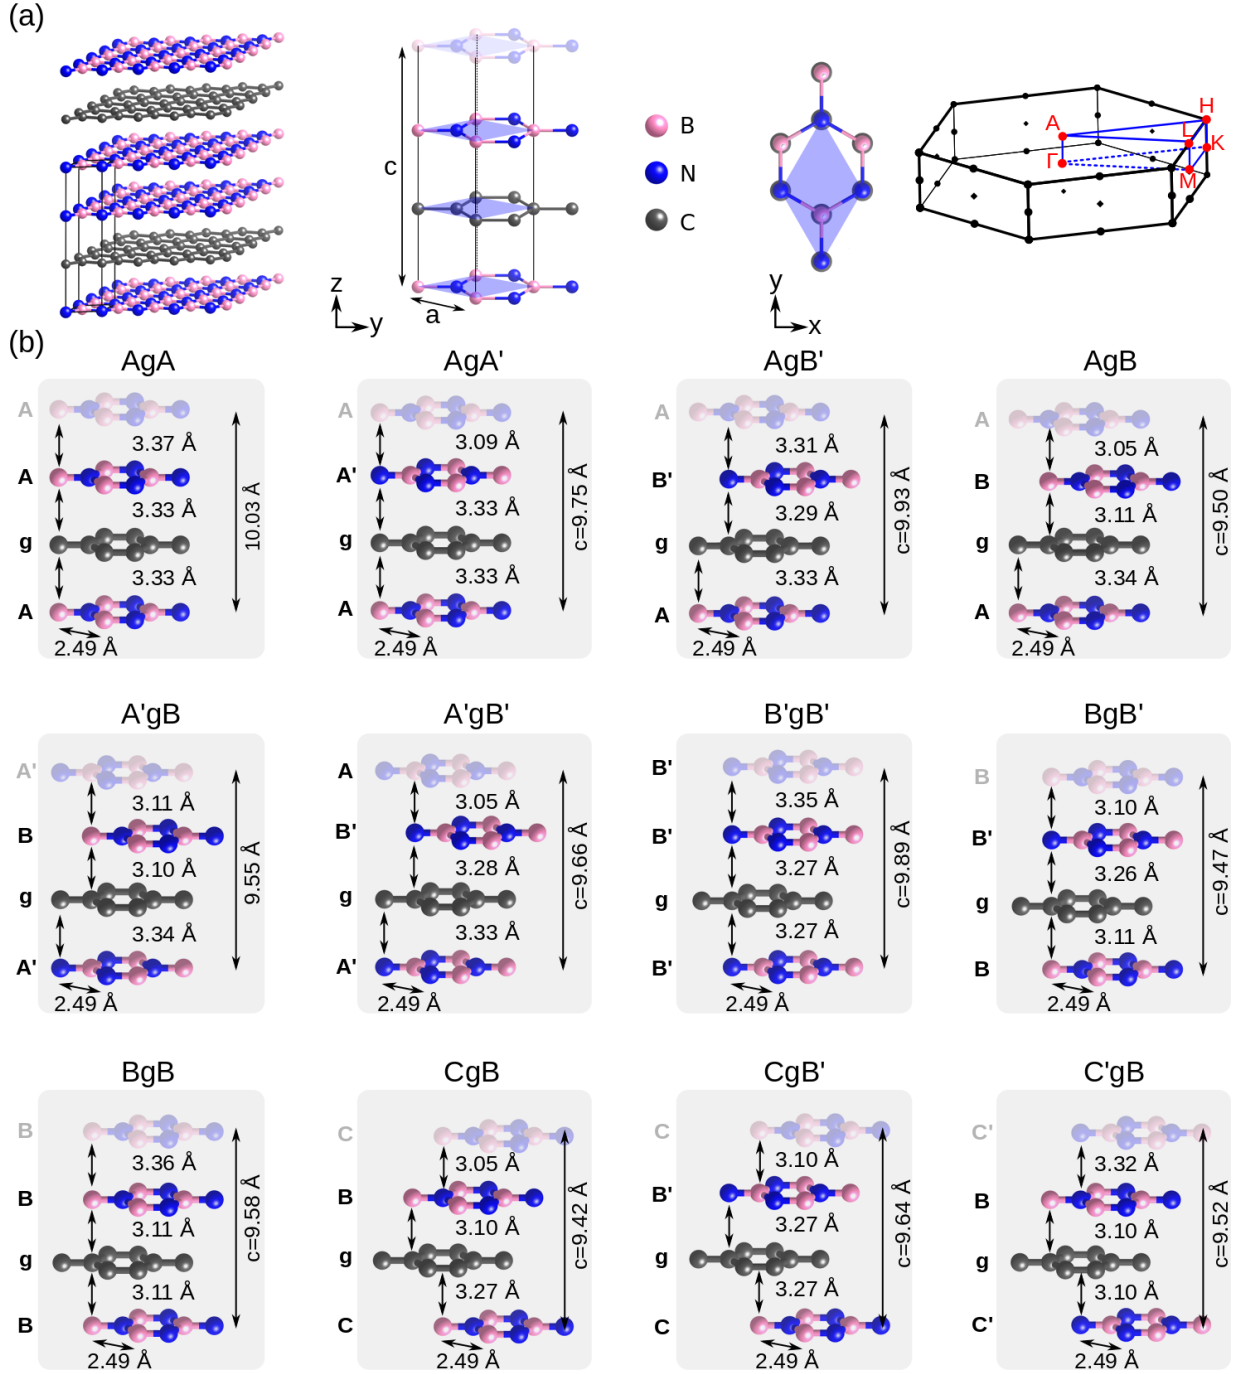 (a)
c
a
z
y
B
N
C
y
x
A
H
L
K
Γ
M
(b)
AgA
A
3.37 Å
A
3.33 Å
g
3.33 Å
A
10.03 Å
2.49 Å
AgA'
A
3.09 Å
A'
3.33 Å
g
3.33 Å
A
c=9.75 Å
2.49 Å
AgB'
A
3.31 Å
B'
3.29 Å
g
3.33 Å
A
c=9.93 Å
2.49 Å
AgB
A
3.05 Å
B
3.11 Å
g
3.34 Å
A
c=9.50 Å
2.49 Å
A'gB
A'
3.11 Å
B
3.10 Å
g
3.34 Å
A'
9.55 Å
2.49 Å
A'gB'
A
3.05 Å
B'
3.28 Å
g
3.33 Å
A'
c=9.66 Å
2.49 Å
B'gB'
B'
3.35 Å
B'
3.27 Å
g
3.27 Å
B'
c=9.89 Å
2.49 Å
BgB'
B
3.10 Å
B'
3.26 Å
g
3.11 Å
B
c=9.47 Å
2.49 Å
BgB
B
3.36 Å
B
3.11 Å
g
3.11 Å
B
c=9.58 Å
2.49 Å
CgB
C
3.05 Å
B
3.10 Å
g
3.27 Å
C
c=9.42 Å
2.49 Å
CgB'
C
3.10 Å
B'
3.27 Å
g
3.27 Å
C
c=9.64 Å
2.49 Å
C'gB
C'
3.32 Å
B
3.10 Å
g
3.10 Å
C'
c=9.52 Å
2.49 Å